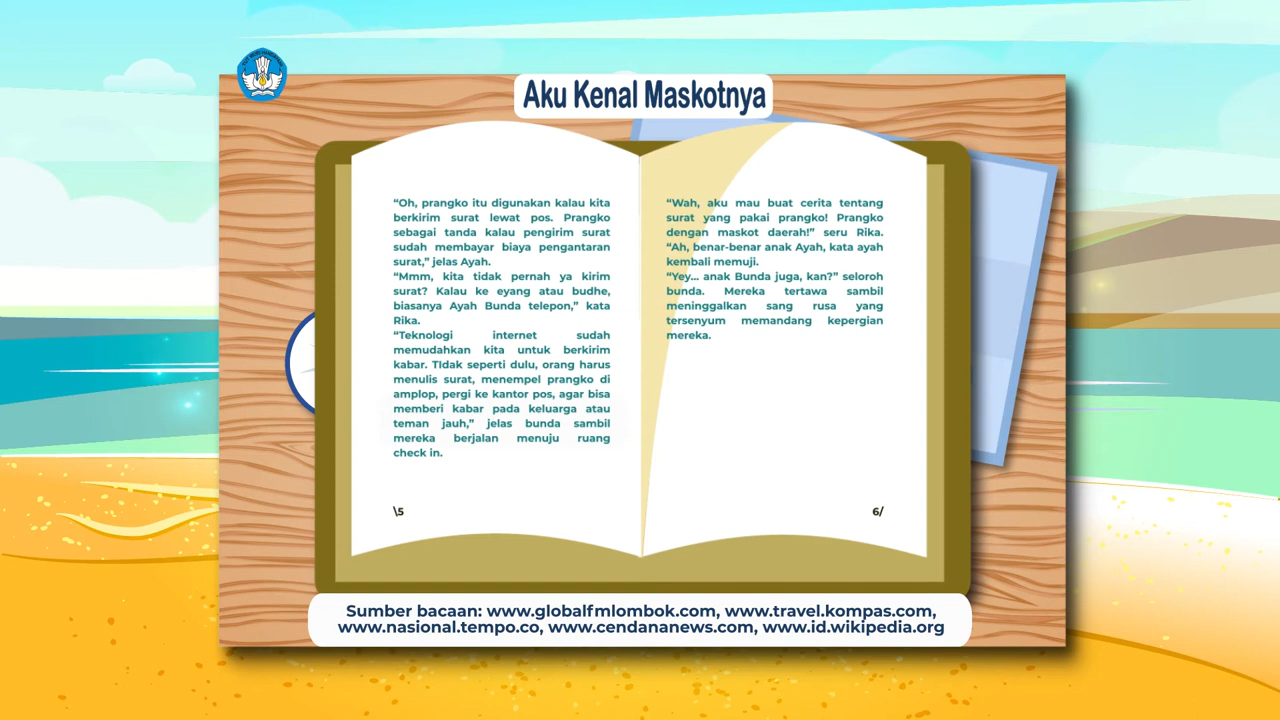 Aku Kenal Maskotnya
“Oh, prangko itu digunakan kalau kita
berkirim surat lewat pos. Prangko
sebagai tanda kalau pengirim surat
sudah membayar biaya pengantaran
surat,” jelas Ayah.
“Mmm, kita tidak pernah ya kirim
surat? Kalau ke eyang atau budhe,
biasanya Ayah Bunda telepon,” kata
Rika.
“Teknologi internet sudah
memudahkan kita untuk berkirim
kabar. TIdak seperti dulu, orang harus
menulis surat, menempel prangko di
amplop, pergi ke kantor pos, agar bisa
memberi kabar pada keluarga atau
teman jauh,” jelas bunda sambil
mereka berjalan menuju ruang
check in.
\5
“Wah, aku mau buat cerita tentang
surat yang pakai prangko! Prangko
dengan maskot daerah!” seru Rika.
“Ah, benar-benar anak Ayah, kata ayah
kembali memuji.
“Yey... anak Bunda juga, kan?” seloroh
bunda. Mereka tertawa sambil
meninggalkan sang rusa yang
tersenyum memandang kepergian
mereka.
6/
Sumber bacaan: www.globalfmlombok.com, www.travel.kompas.com,
www.nasional.tempo.co, www.cendananews.com, www.id.wikipedia.org